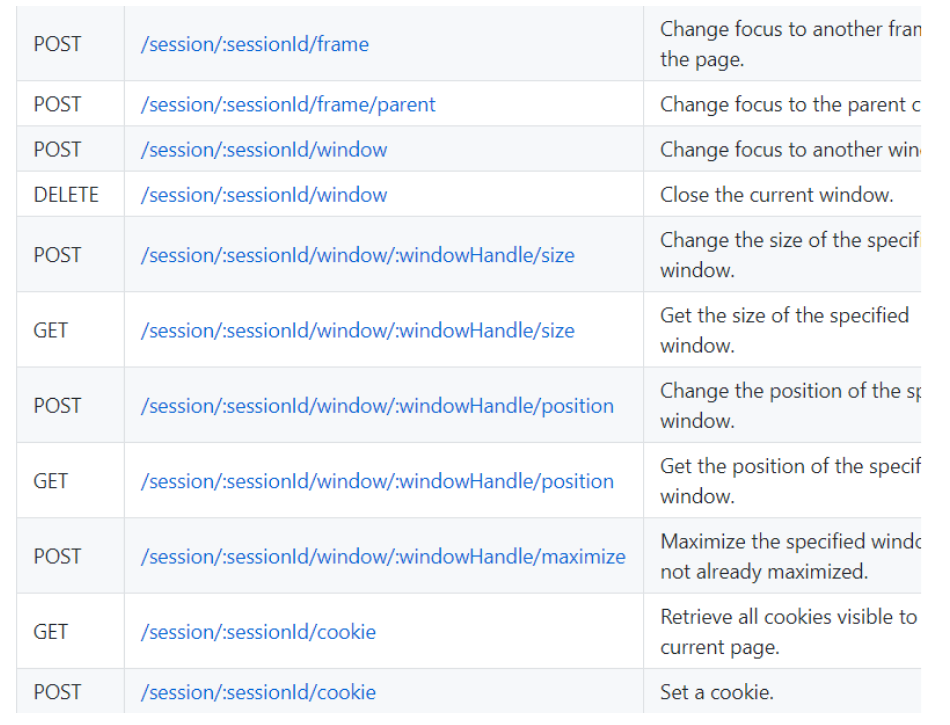 POST /session/:sessionId/frame Change focus to another
the page.
POST /session/:sessionId/frame/parent Change focus to the parent
POST /session/:sessionId/window Change focus to another
DELETE /session/:sessionId/window Close the current window.
POST /session/:sessionId/window/:windowHandle/size Change the size of the
window.
GET /session/:sessionId/window/:windowHandle/size Get the size of the specified
window.
POST /session/:sessionId/window/:windowHandle/position Change the position of the
window.
GET /session/:sessionId/window/:windowHandle/position Get the position of the
window.
POST /session/:sessionId/window/:windowHandle/maximize Maximize the specified
not already maximized.
GET /session/:sessionId/cookie Retrieve all cookies visible to
current page.
POST /session/:sessionId/cookie Set a cookie.